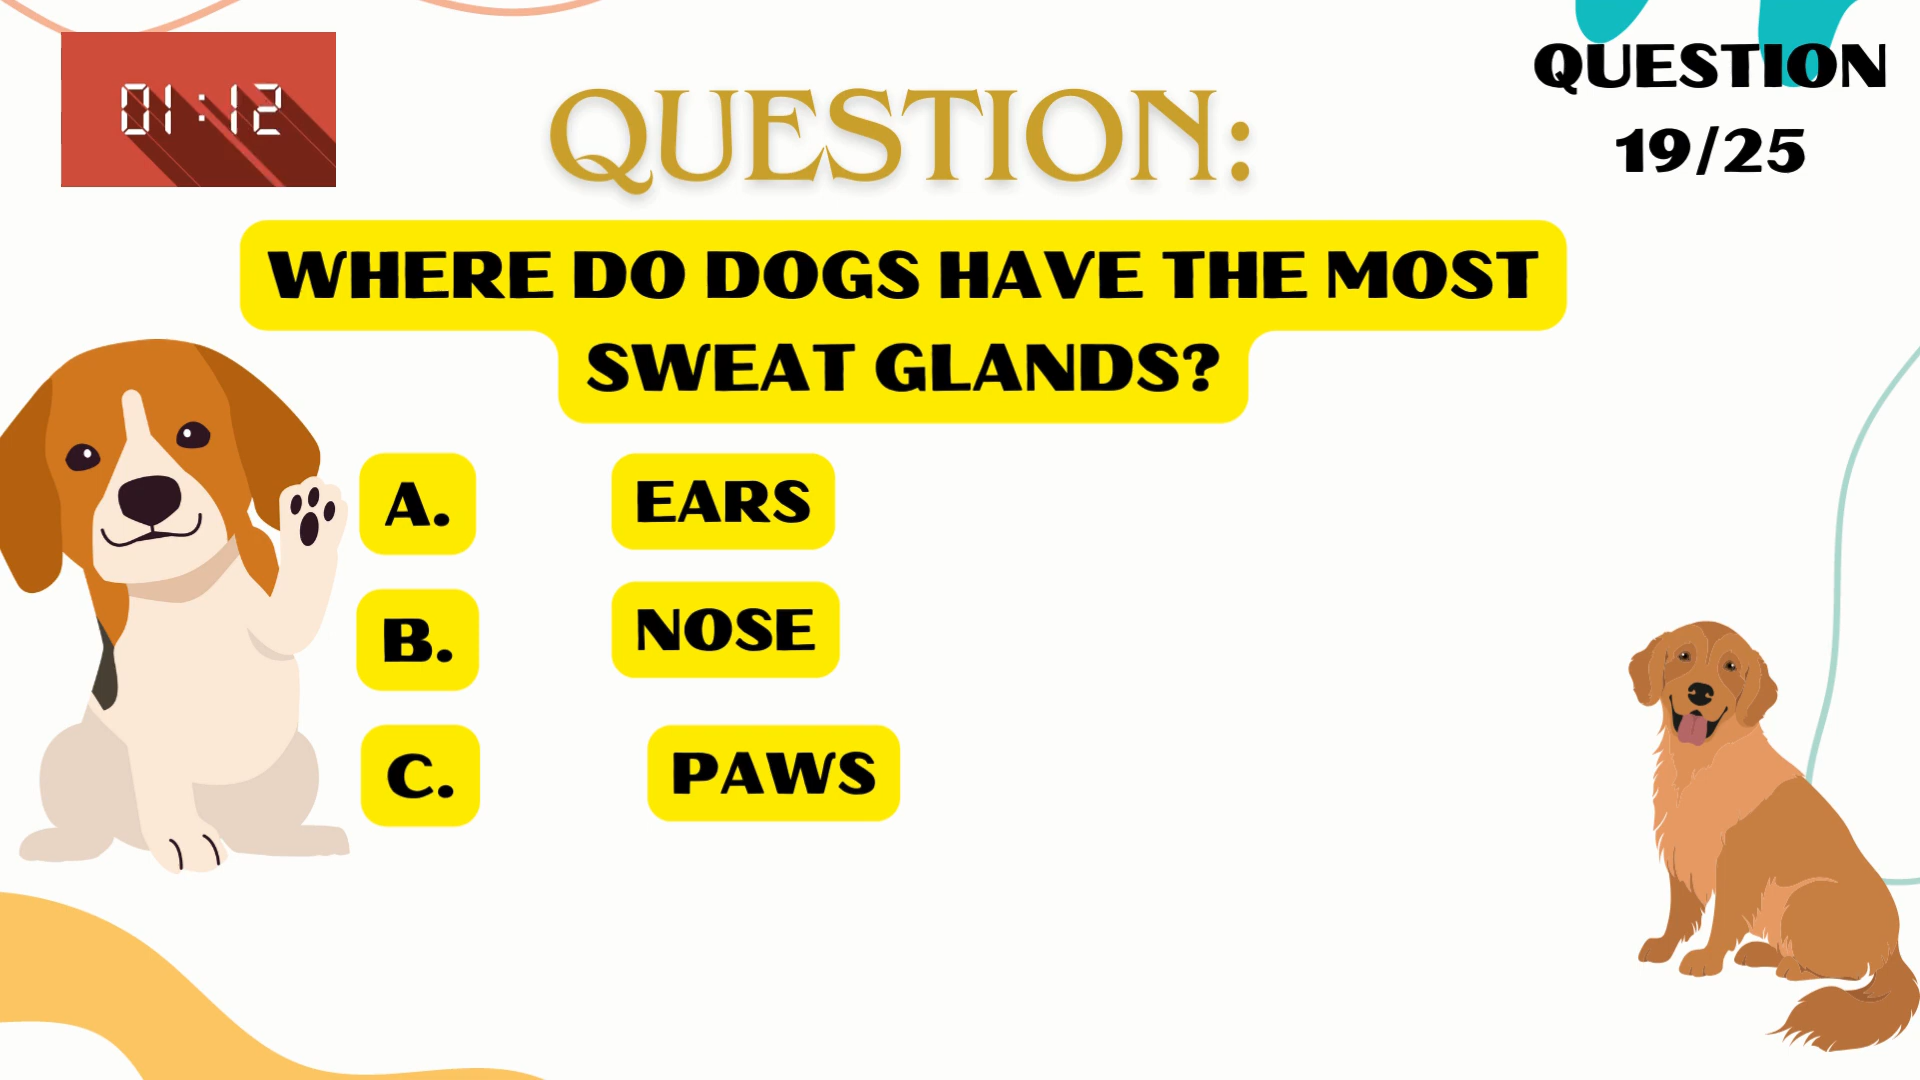 01:12
QUESTION:
QUESTION
19/25
WHERE DO DOGS HAVE THE MOST
SWEAT GLANDS?
A. EARS
B. NOSE
C. PAWS